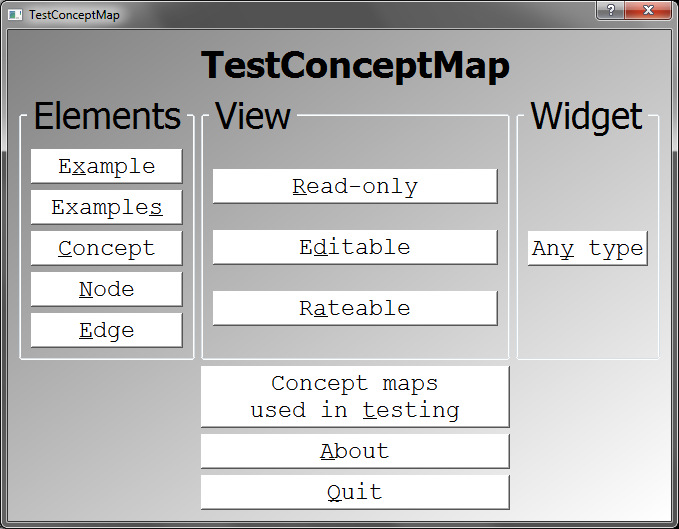 TestConceptMap
TestConceptMap
Elements
Example
Examples
Concept
Node
Edge
View
Read-only
Editable
Rateable
Widget
Any type
Concept maps
used in testing
About
Quit